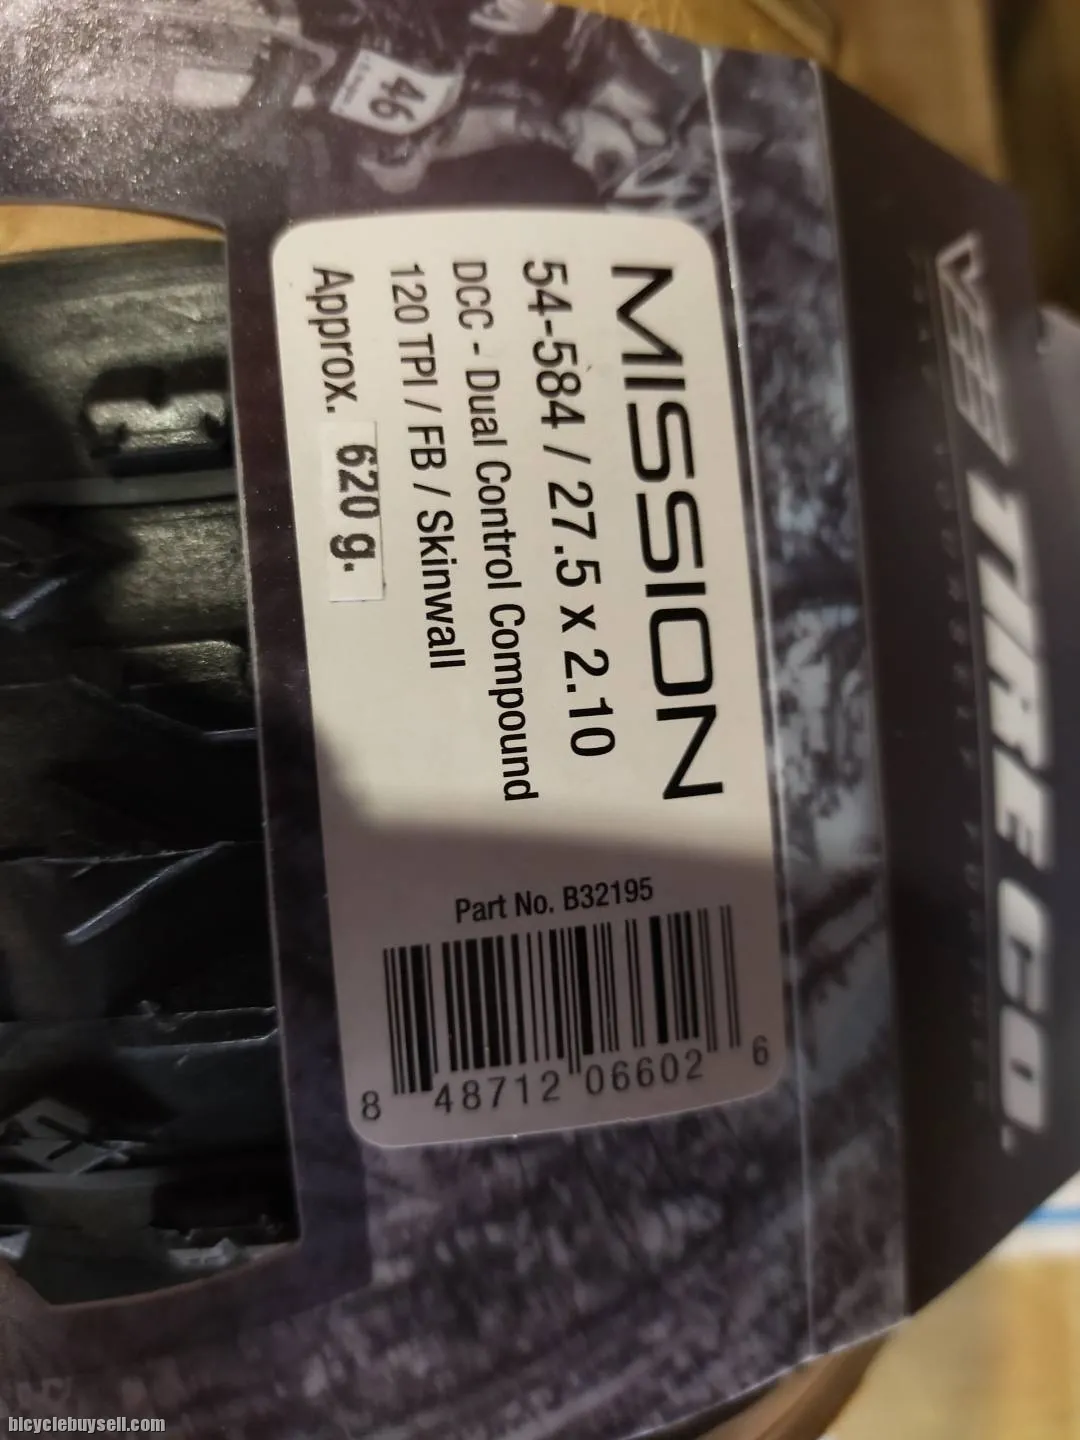 46
MISSION
54-584 / 27.5 x 2.10
DCC - Dual Control Compound
120 TPI / FB / Skinwall
Approx. 620 g.
Part No. B32195
8 48712 06602 6
VEE TIRE CO.
bicyclebuysell.com